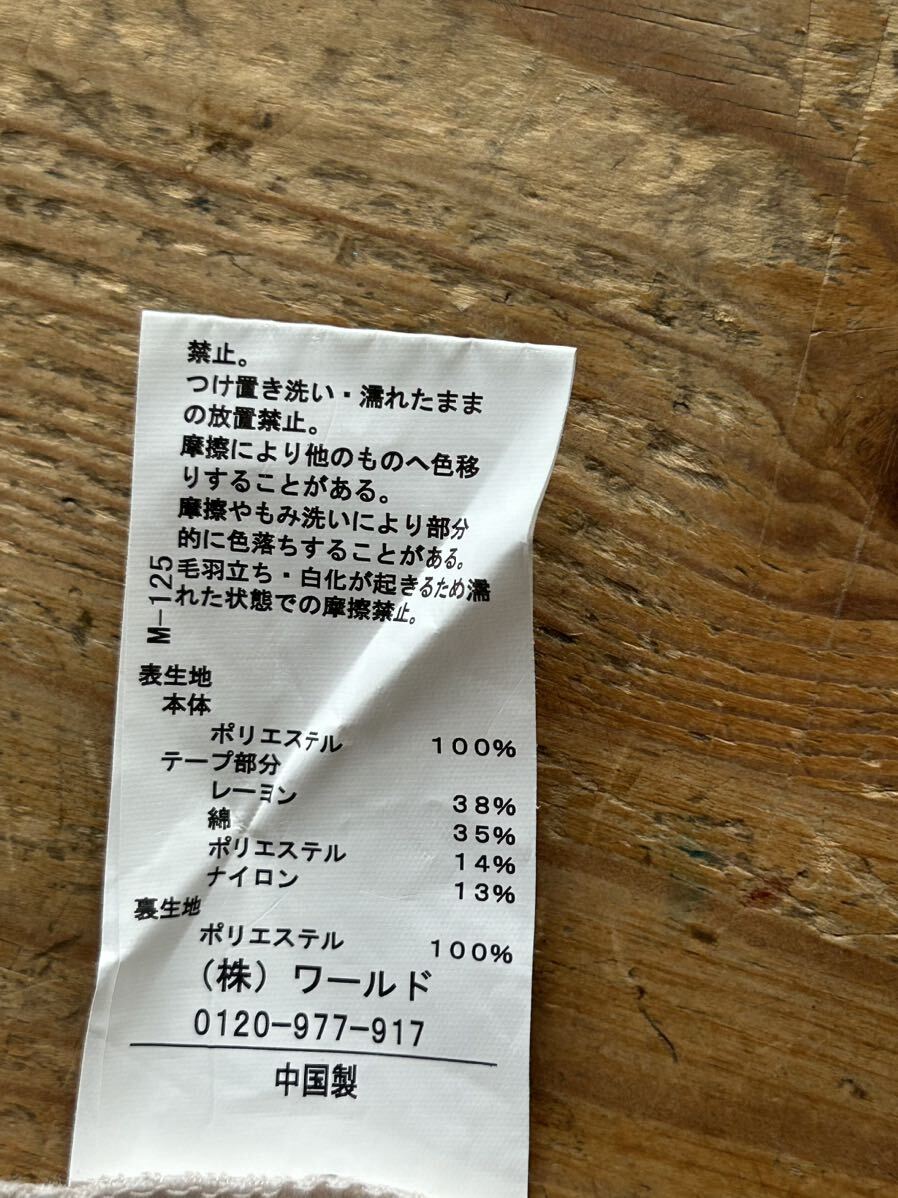 禁止。
つけ置き洗い・濡れたまま
の放置禁止。
摩擦により他のものへ色移
りすることがある。
摩擦やもみ洗いにより部分
的に色落ちすることがある。
毛羽立ち・白化が起きるため濡
れた状態での摩擦禁止。
M-125
表生地
本体
ポリエステル 100%
テープ部分
レーヨン 38%
綿 35%
ポリエステル 14%
ナイロン 13%
裏生地
ポリエステル 100%
(株)ワールド
0120-977-917
中国製